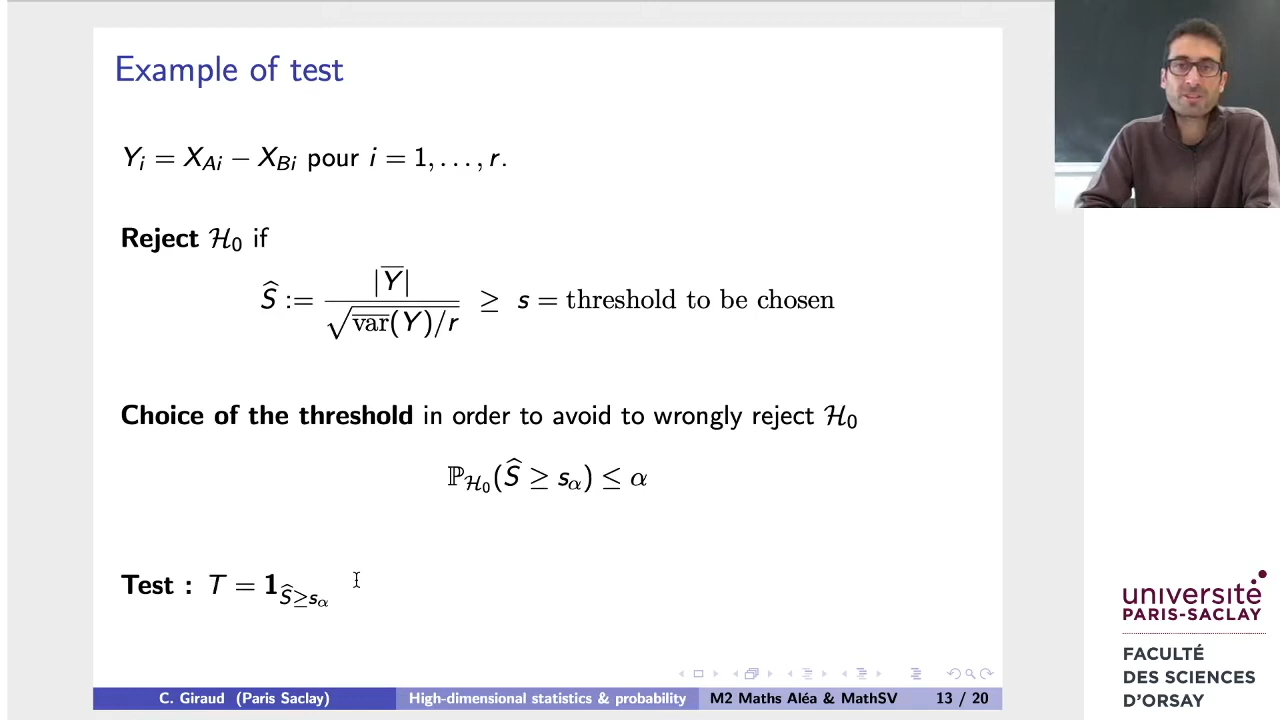 Example of test
Y_i = X_{Ai} − X_{Bi} pour i = 1, . . . , r.
Reject ℋ_0 if
Ŝ := |Y̅| / √(v̅a̅r̅(Y)/r) ≥ s = threshold to be chosen
Choice of the threshold in order to avoid to wrongly reject ℋ_0
ℙ_{ℋ_0}(Ŝ ≥ s_α) ≤ α
Test : T = 1_{Ŝ≥s_α}
C. Giraud (Paris Saclay) High-dimensional statistics & probability M2 Maths Aléa & MathSV 13 / 20
université
PARIS-SACLAY
FACULTÉ
DES SCIENCES
D'ORSAY